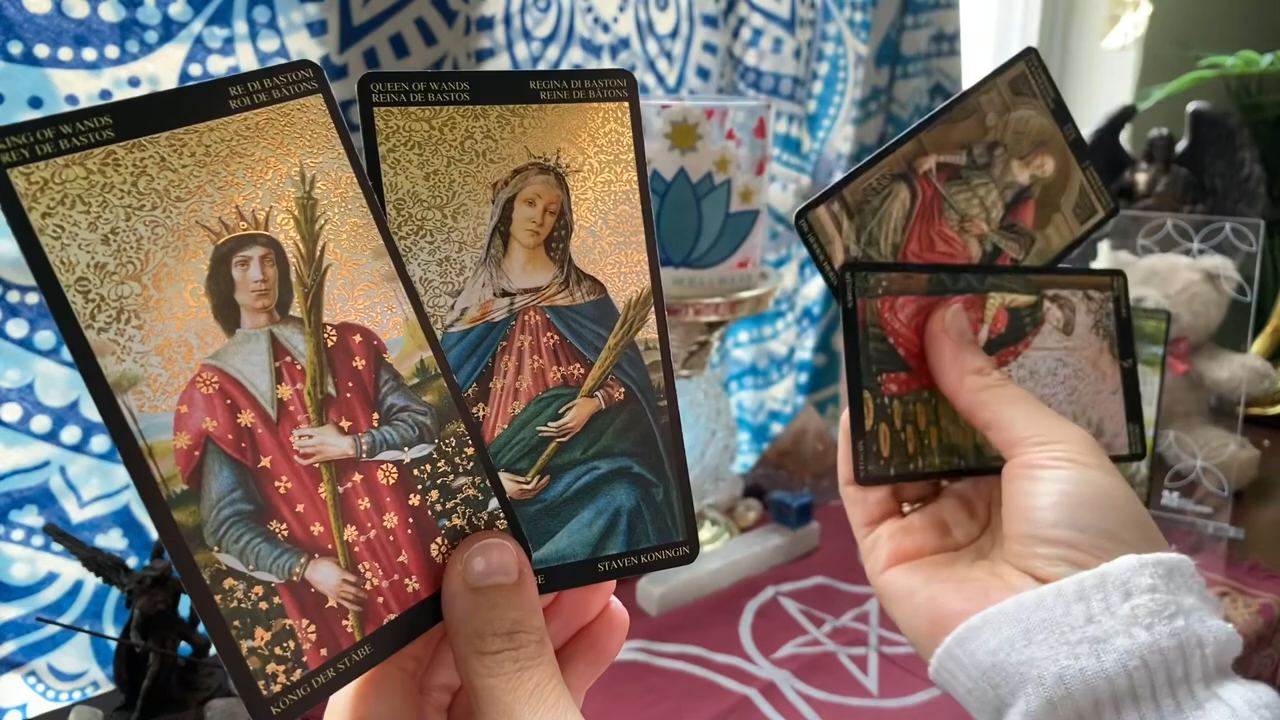 KING OF WANDS
REY DE BASTOS
RE DI BASTONI
ROI DE BÂTONS
KÖNIG DER STÄBE
QUEEN OF WANDS
REINA DE BASTOS
REGINA DI BASTONI
REINE DE BÂTONS
STAVEN KONINGIN